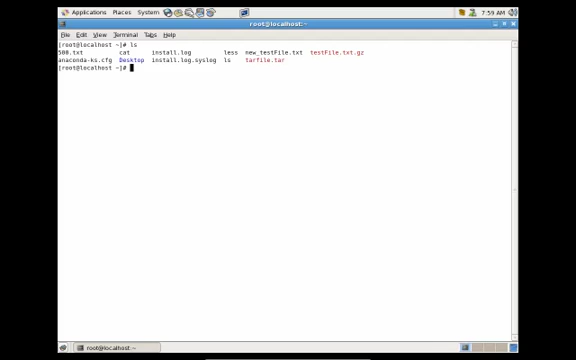 Applications Places System 7:59 AM
root@localhost:~
File Edit View Terminal Tabs Help
[root@localhost ~]# ls
500.txt cat install.log less new_testFile.txt testFile.txt.gz
anaconda-ks.cfg Desktop install.log.syslog ls tarfile.tar
[root@localhost ~]#
root@localhost:~